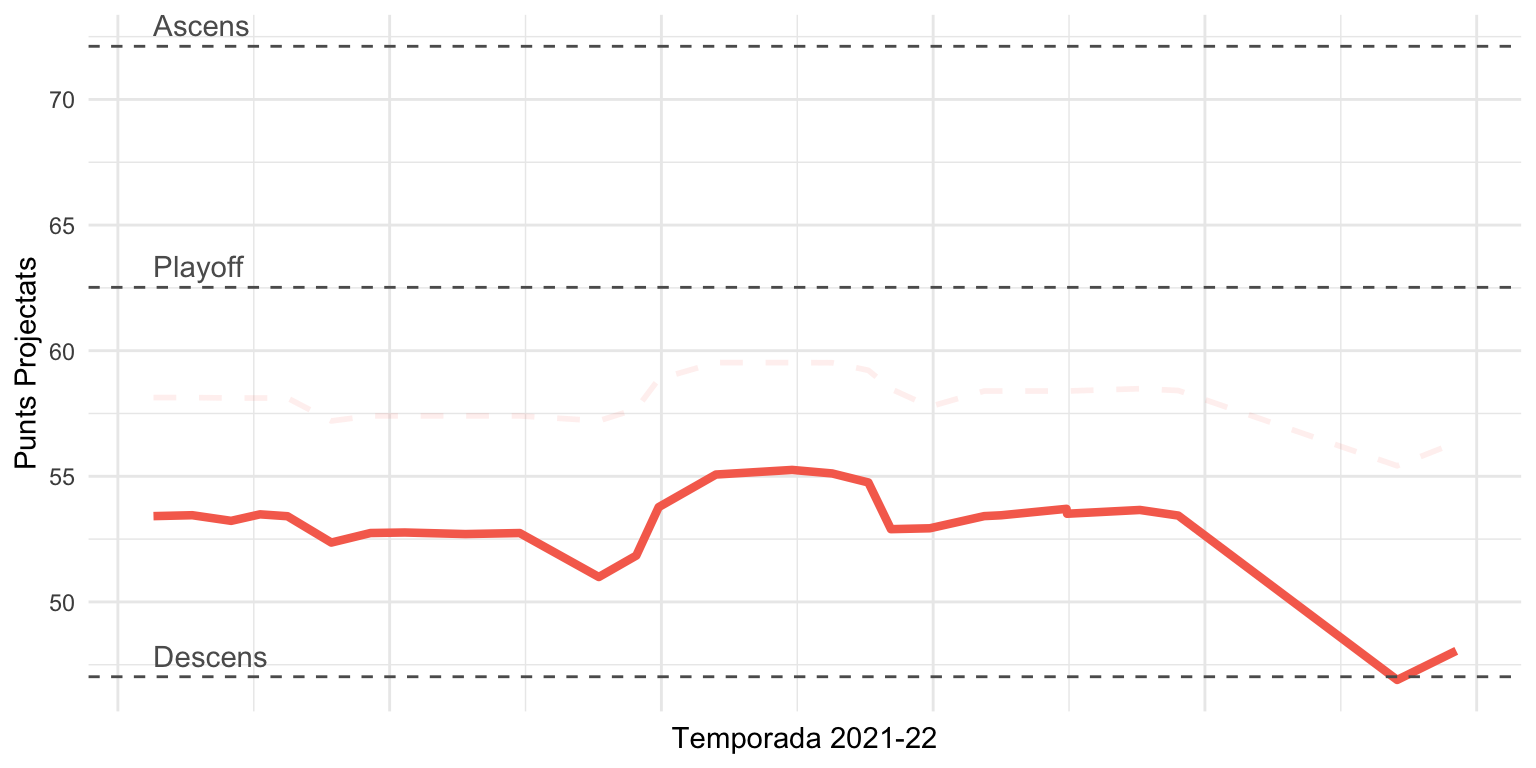 Ascens
70
65
Playoff
60
55
50
Descens
Punts Projectats
Temporada 2021-22